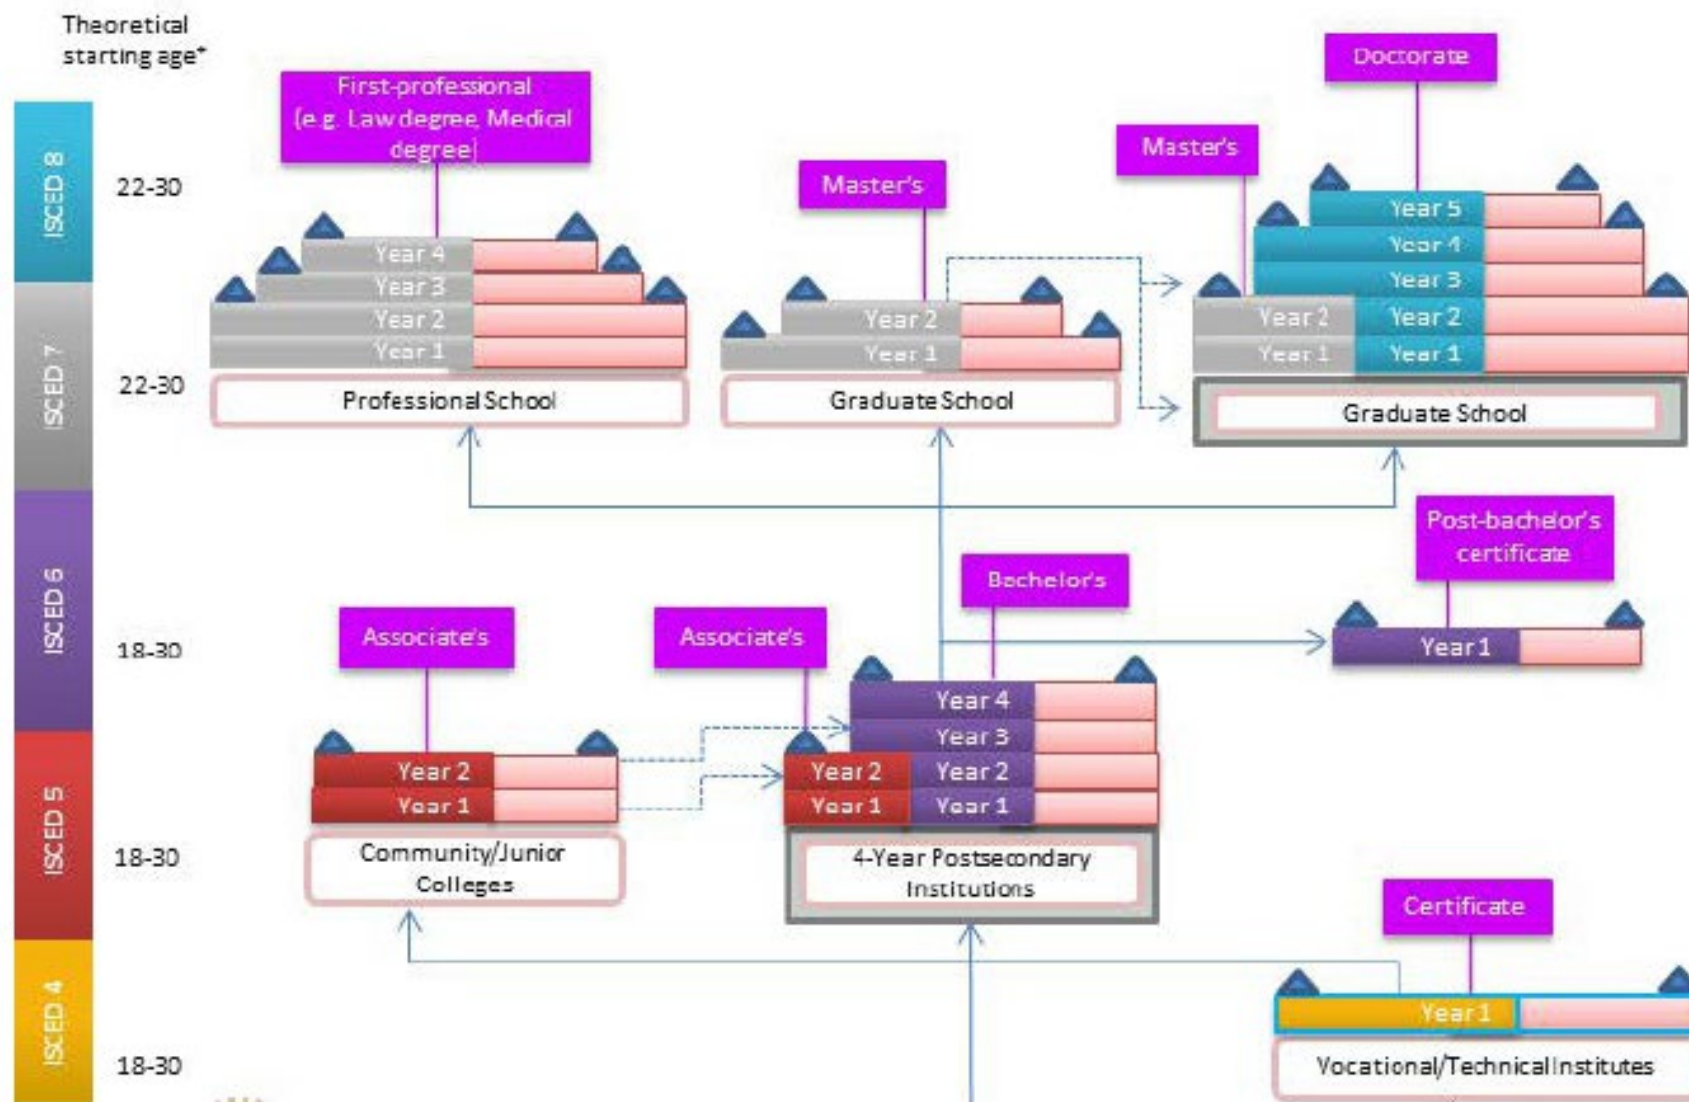 Theoretical
starting age*
ISCED 8
22-30
First-professional
(e.g. Law degree, Medical
degree)
Master's
Master's
Doctorate
Year 4
Year 3
Year 2
Year 1
Professional School
Year 2
Year 1
Graduate School
Year 5
Year 4
Year 3
Year 2
Year 2
Year 1
Year 1
Graduate School
ISCED 7
22-30
ISCED 6
18-30
Post-bachelor's
certificate
Year 1
Bachelor's
Associate's
Associate's
Year 2
Year 1
Community/Junior
Colleges
Year 4
Year 3
Year 2
Year 2
Year 1
Year 1
4-Year Postsecondary
Institutions
ISCED 5
18-30
Certificate
Year 1
Vocational/Technical Institutes
ISCED 4
18-30